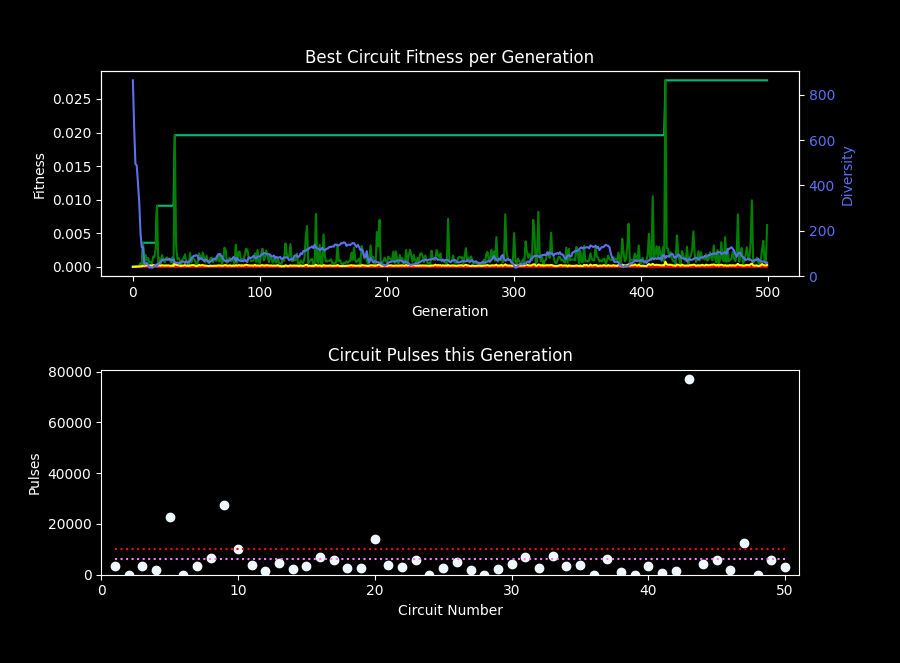 Best Circuit Fitness per Generation
0.025
0.020
0.015
0.010
0.005
0.000
Fitness
800
600
400
200
0
Diversity
0 100 200 300 400 500
Generation
Circuit Pulses this Generation
80000
60000
40000
20000
0
Pulses
0 10 20 30 40 50
Circuit Number